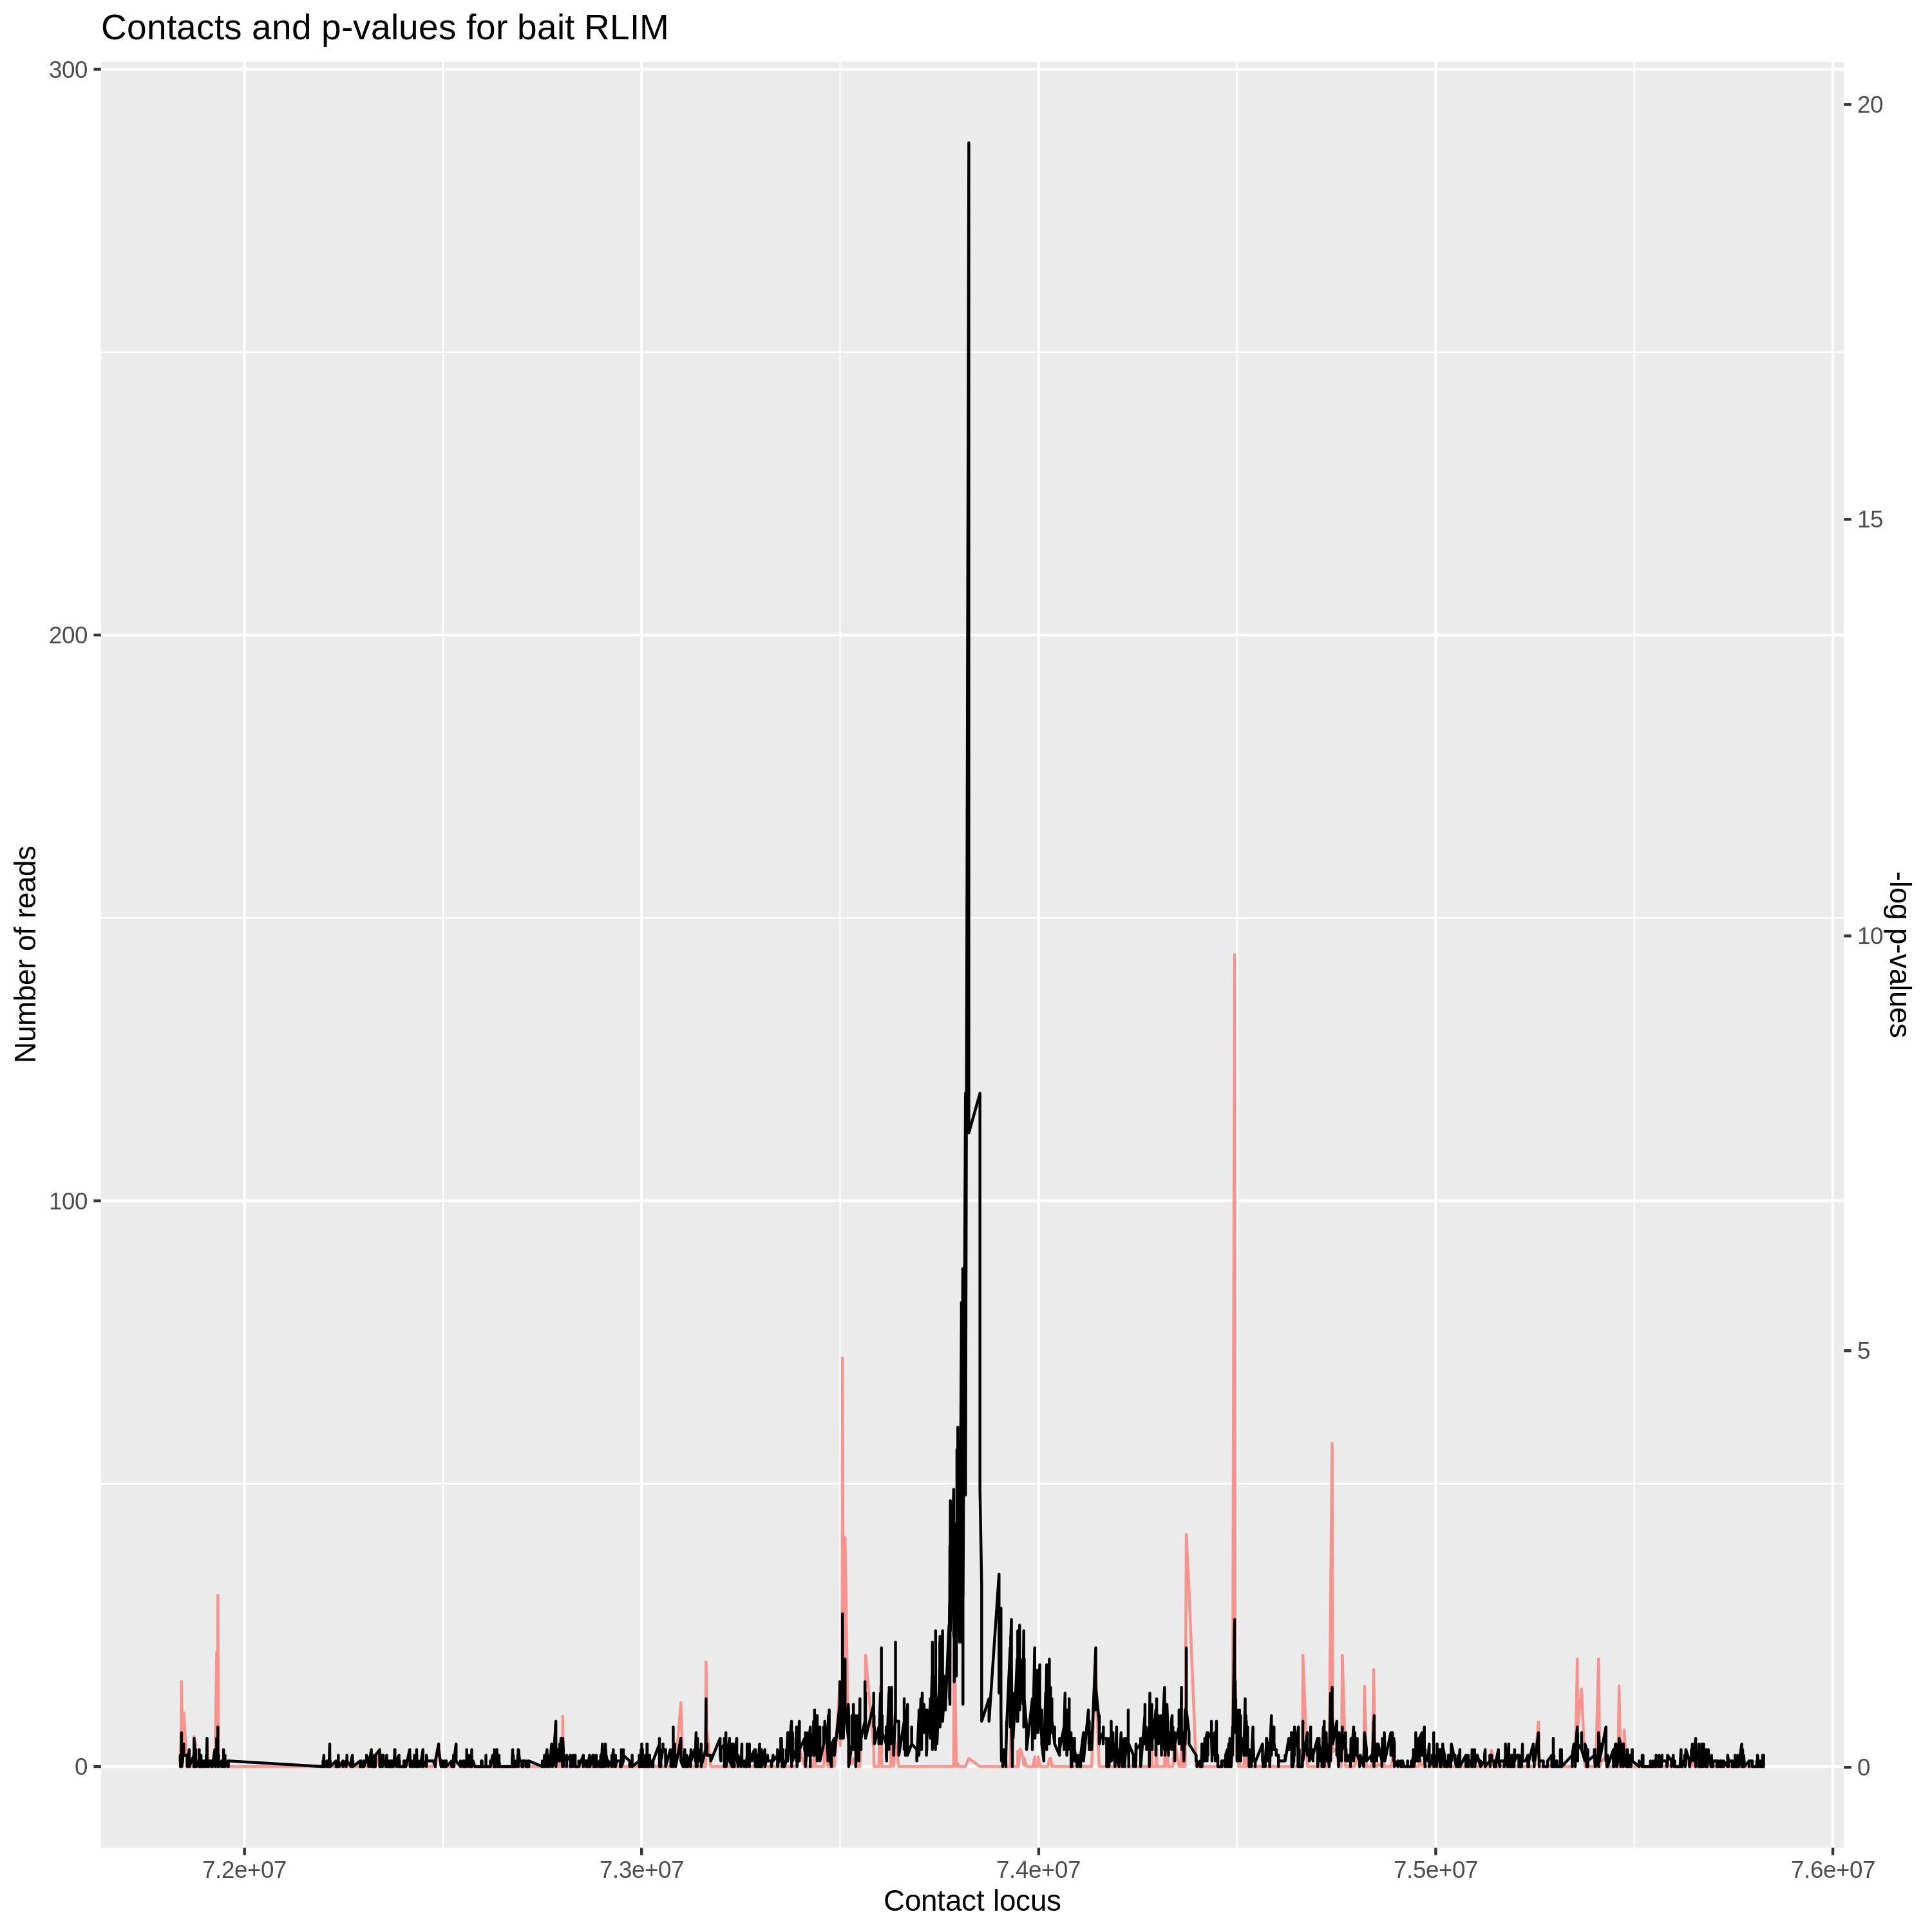 Contacts and p-values for bait RLIM
300
200
100
0
Number of reads
20
15
10
5
0
-log p-values
7.2e+07
7.3e+07
7.4e+07
7.5e+07
7.6e+07
Contact locus